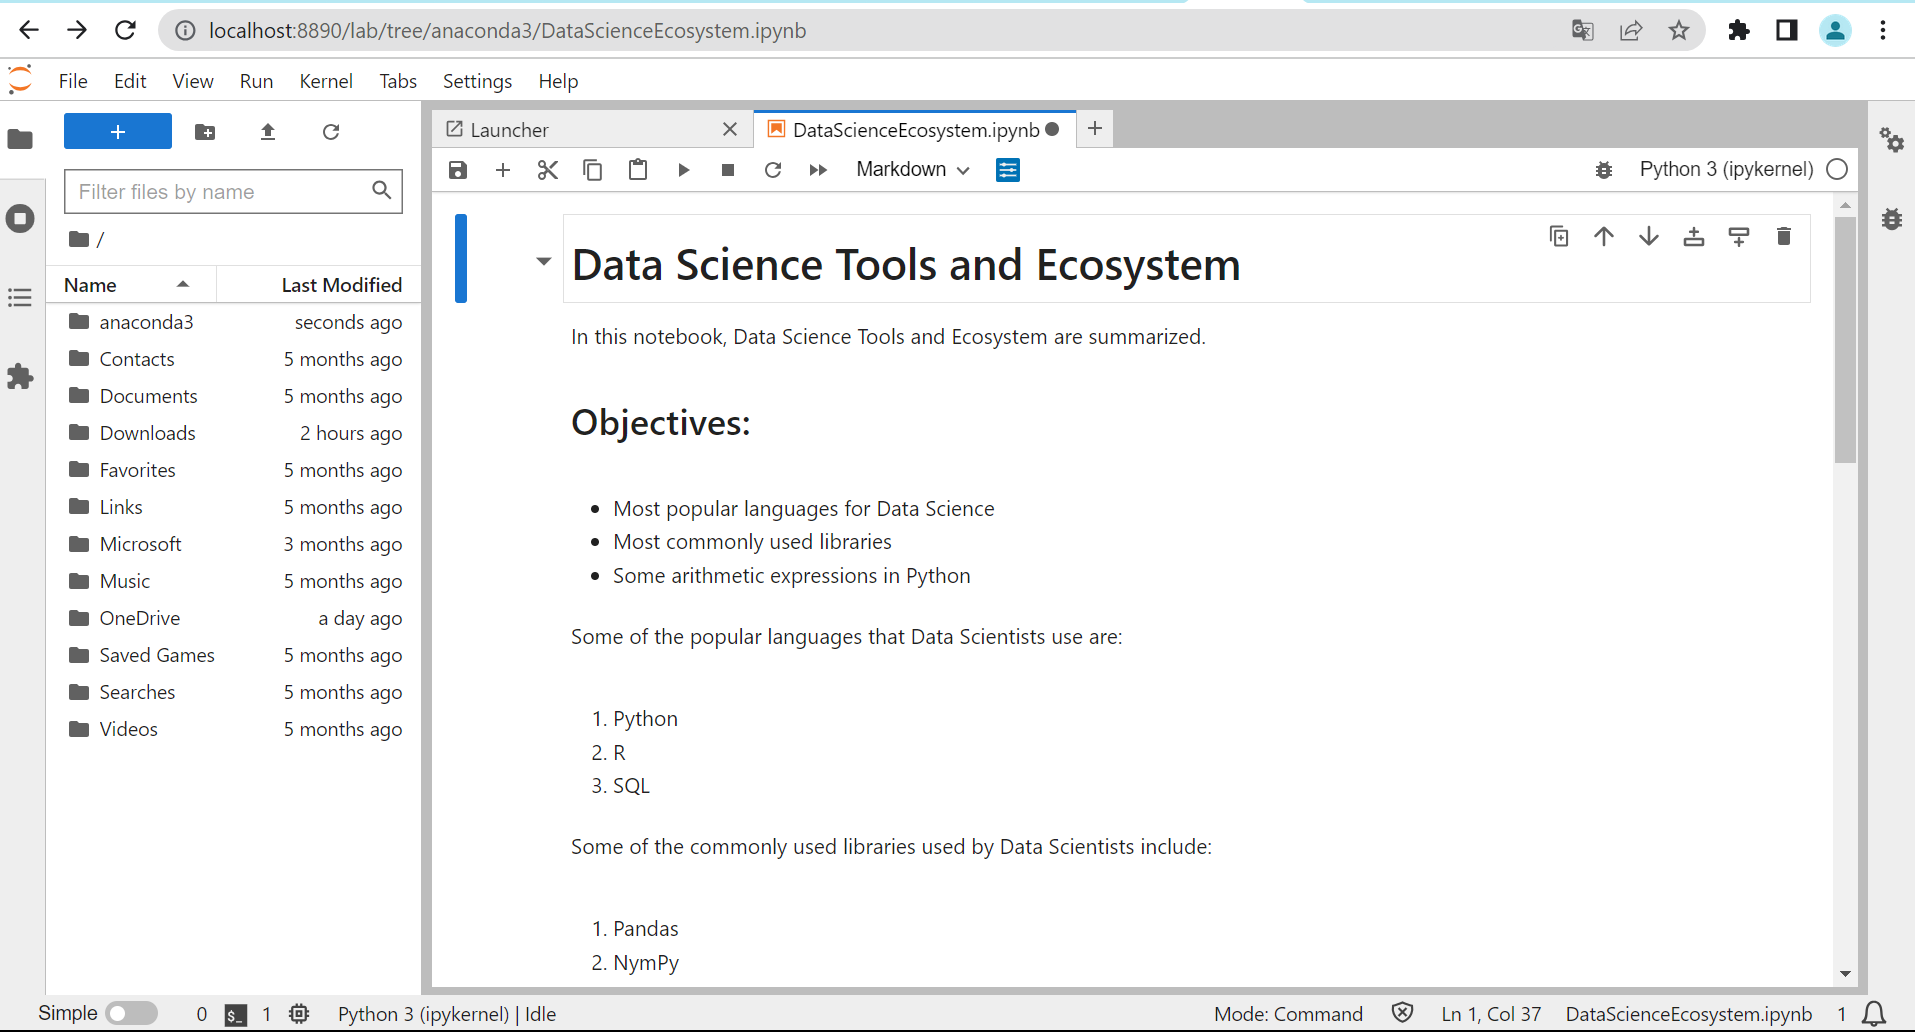 localhost:8890/lab/tree/anaconda3/DataScienceEcosystem.ipynb
File Edit View Run Kernel Tabs Settings Help
+
Launcher
DataScienceEcosystem.ipynb
Markdown
Python 3 (ipykernel)
Filter files by name
/
Name Last Modified
anaconda3 seconds ago
Contacts 5 months ago
Documents 5 months ago
Downloads 2 hours ago
Favorites 5 months ago
Links 5 months ago
Microsoft 3 months ago
Music 5 months ago
OneDrive a day ago
Saved Games 5 months ago
Searches 5 months ago
Videos 5 months ago
Data Science Tools and Ecosystem
In this notebook, Data Science Tools and Ecosystem are summarized.
Objectives:
• Most popular languages for Data Science
• Most commonly used libraries
• Some arithmetic expressions in Python
Some of the popular languages that Data Scientists use are:
1. Python
2. R
3. SQL
Some of the commonly used libraries used by Data Scientists include:
1. Pandas
2. NymPy
Simple 0 $_ 1 Python 3 (ipykernel) | Idle Mode: Command Ln 1, Col 37 DataScienceEcosystem.ipynb 1